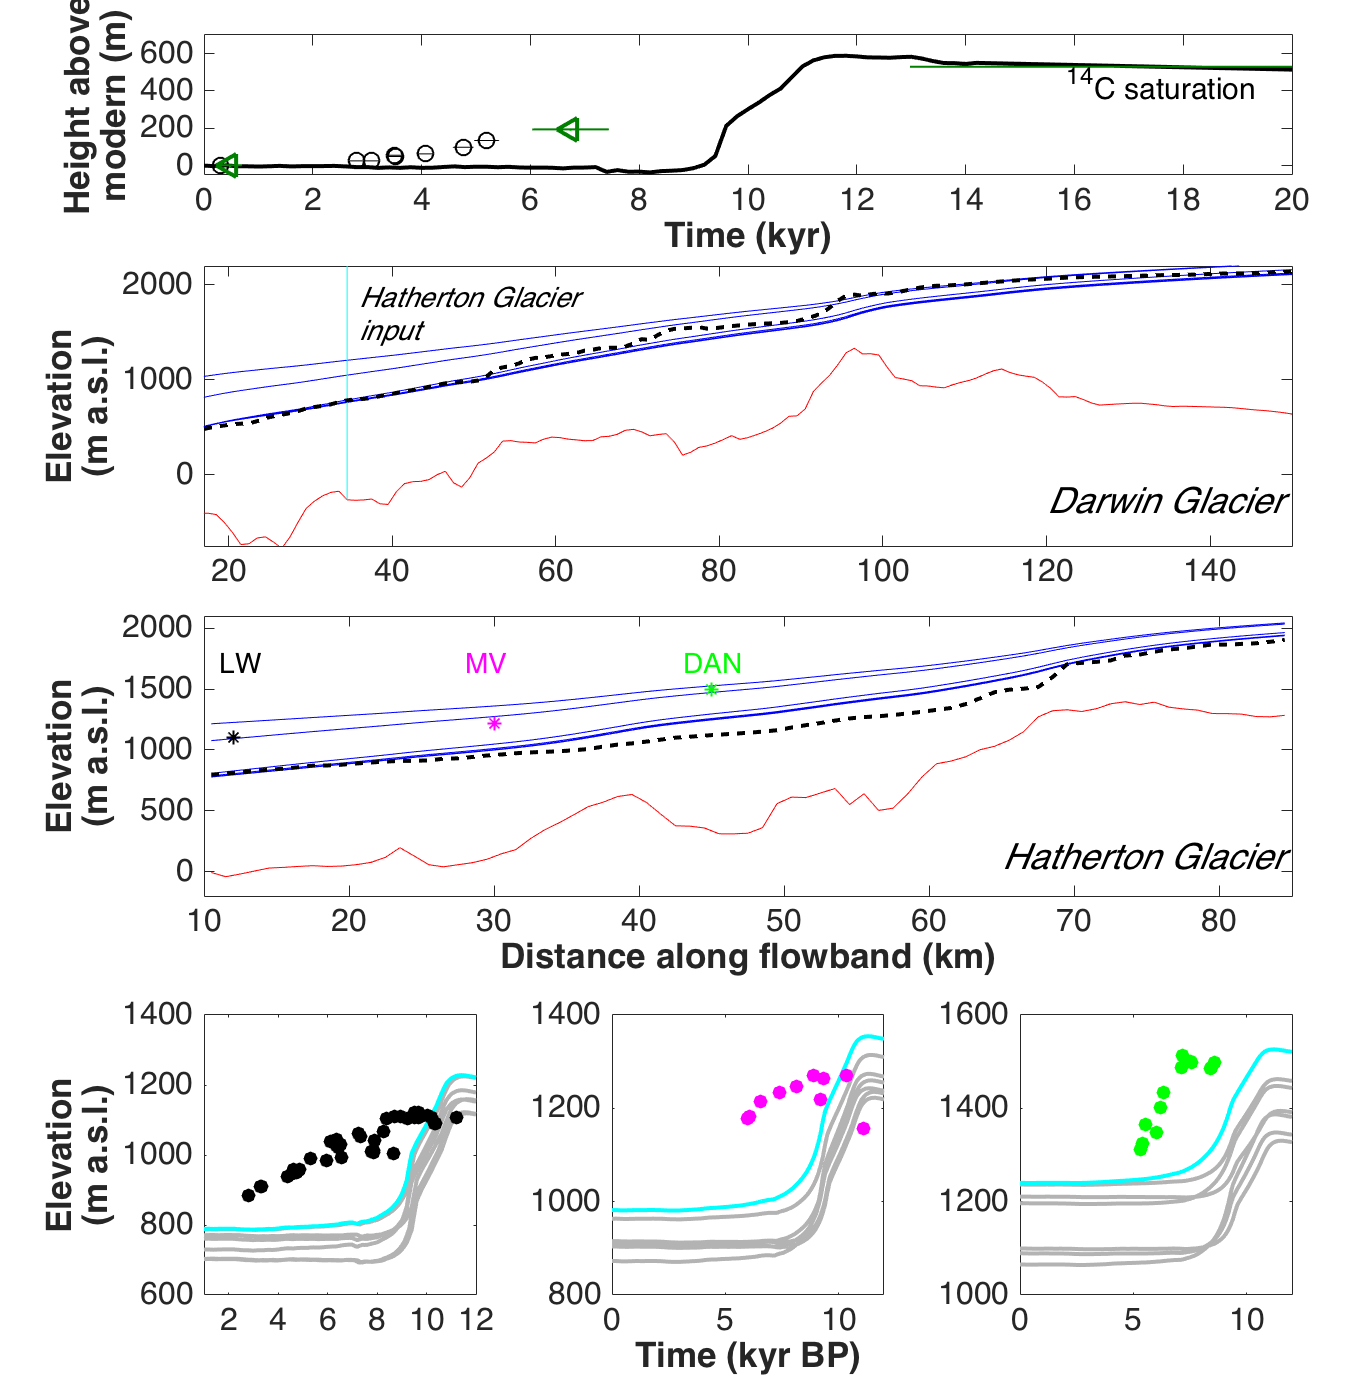 Height above
modern (m)
600
400
200
0
14C saturation
0 2 4 6 8 10 12 14 16 18 20
Time (kyr)
Elevation
(m a.s.l.)
2000
1000
0
Hatherton Glacier
input
Darwin Glacier
20 40 60 80 100 120 140
Elevation
(m a.s.l.)
2000
1500
1000
500
0
LW MV DAN
Hatherton Glacier
10 20 30 40 50 60 70 80
Distance along flowband (km)
Elevation
(m a.s.l.)
1400
1200
1000
800
600
2 4 6 8 10 12
1400
1200
1000
800
0 5 10
1600
1400
1200
1000
0 5 10
Time (kyr BP)